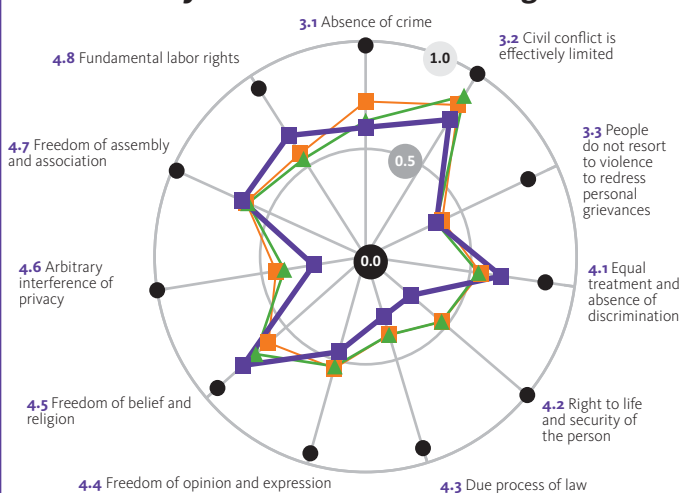 3.1 Absence of crime
1.0
3.2 Civil conflict is
effectively limited
4.8 Fundamental labor rights
3.3 People
do not resort
to violence
to redress
personal
grievances
4.7 Freedom of assembly
and association
0.5
0.0
4.1 Equal
treatment and
absence of
discrimination
4.6 Arbitrary
interference of
privacy
4.2 Right to life
and security of
the person
4.5 Freedom of belief and
religion
4.4 Freedom of opinion and expression
4.3 Due process of law